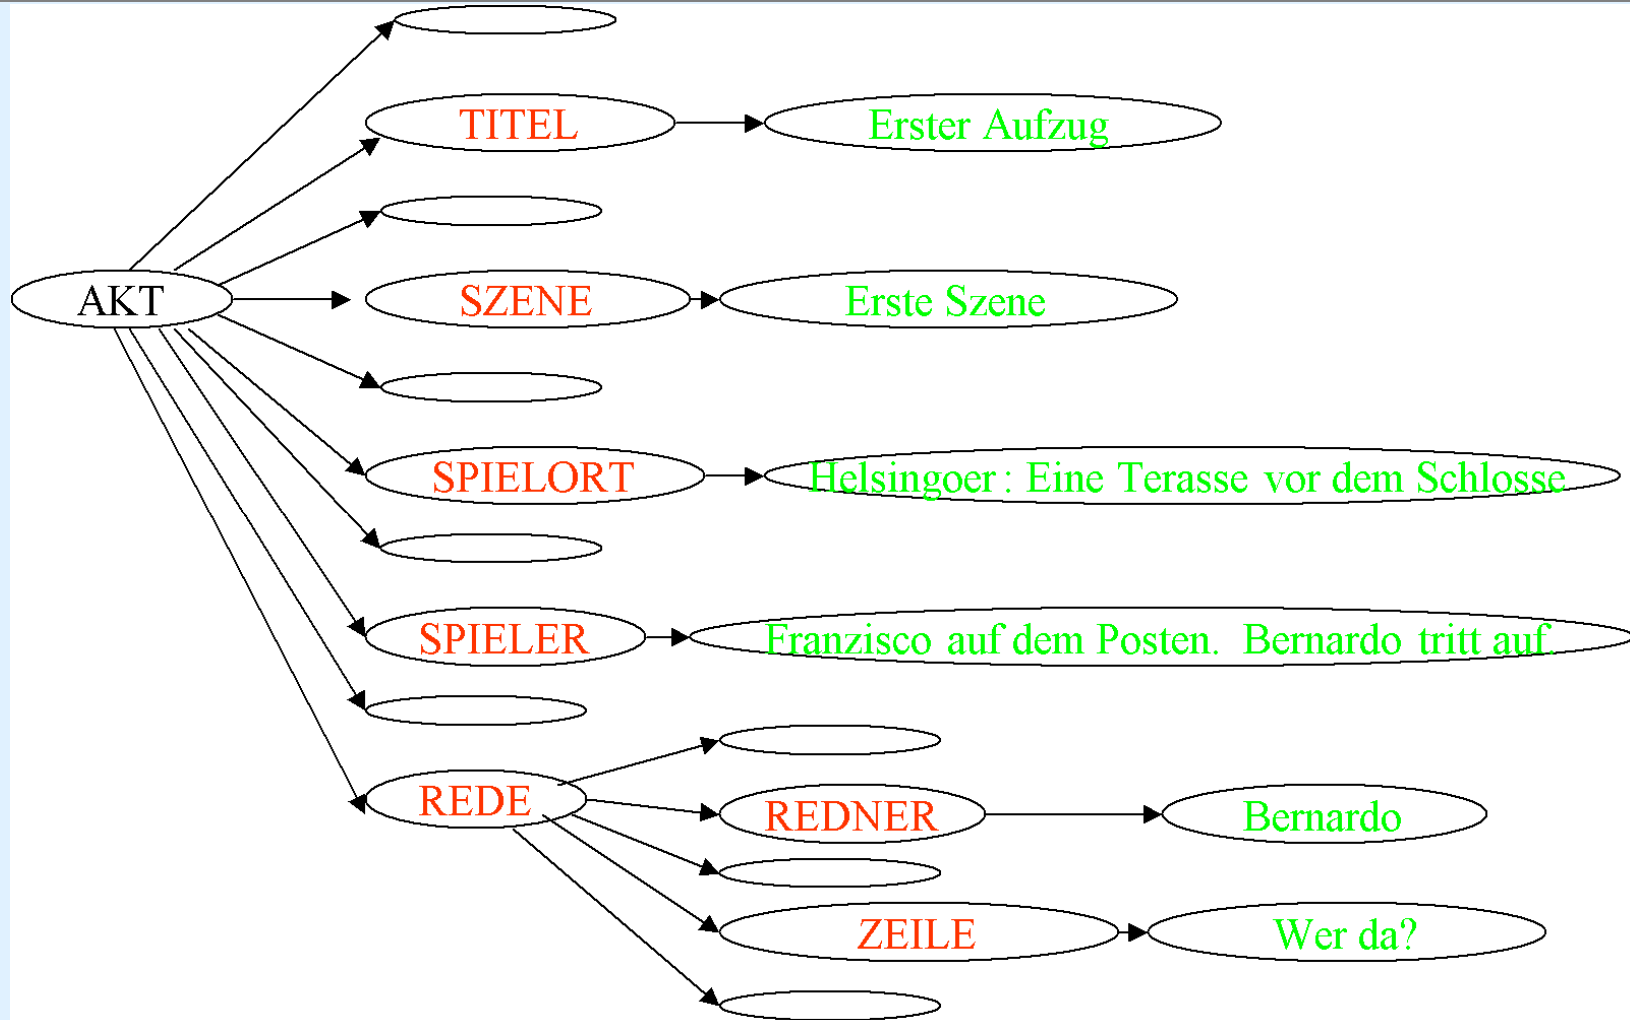 TITEL
Erster Aufzug
AKT
SZENE
Erste Szene
SPIELORT
Helsingoer: Eine Terasse vor dem Schlosse
SPIELER
Franzisco auf dem Posten. Bernardo tritt auf.
REDE
REDNER
Bernardo
ZEILE
Wer da?